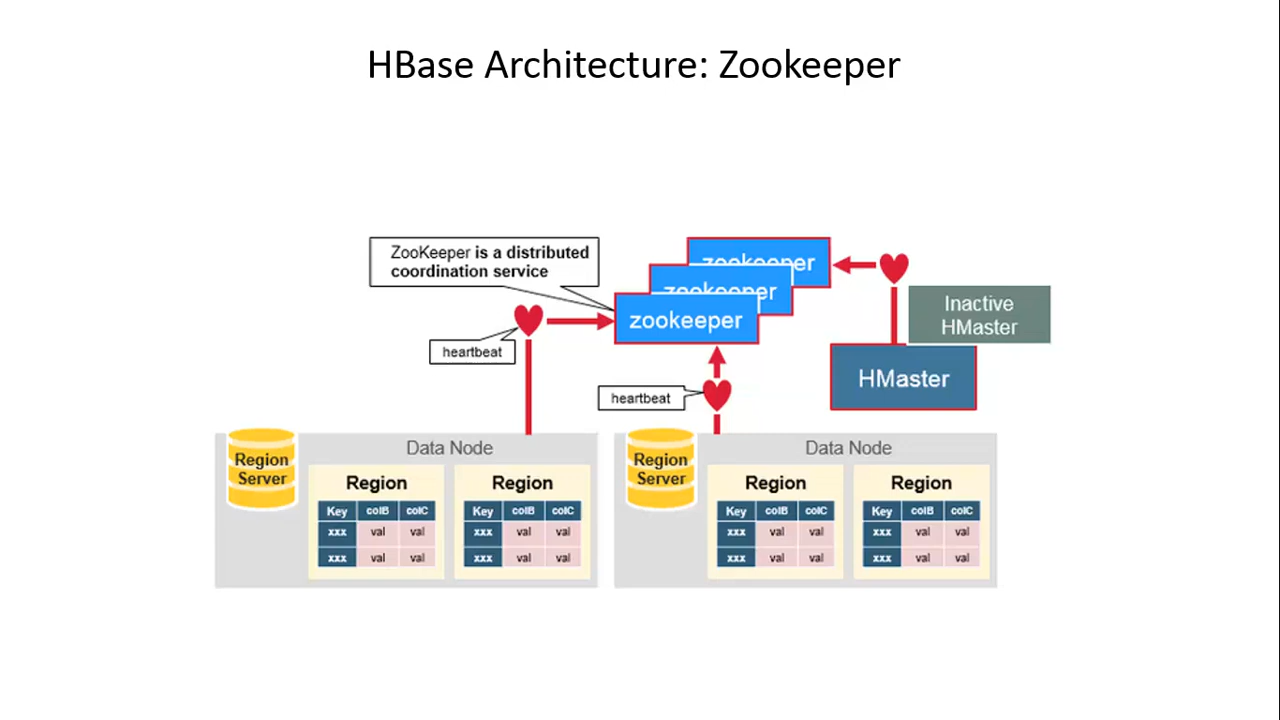 HBase Architecture: Zookeeper
ZooKeeper is a distributed
coordination service
zookeeper
zookeeper
zookeeper
heartbeat
heartbeat
Inactive
HMaster
HMaster
Data Node
Region
Server
Region
Key colB colC
xxx val val
xxx val val
Region
Key colB colC
xxx val val
xxx val val
Data Node
Region
Server
Region
Key colB colC
xxx val val
xxx val val
Region
Key colB colC
xxx val val
xxx val val